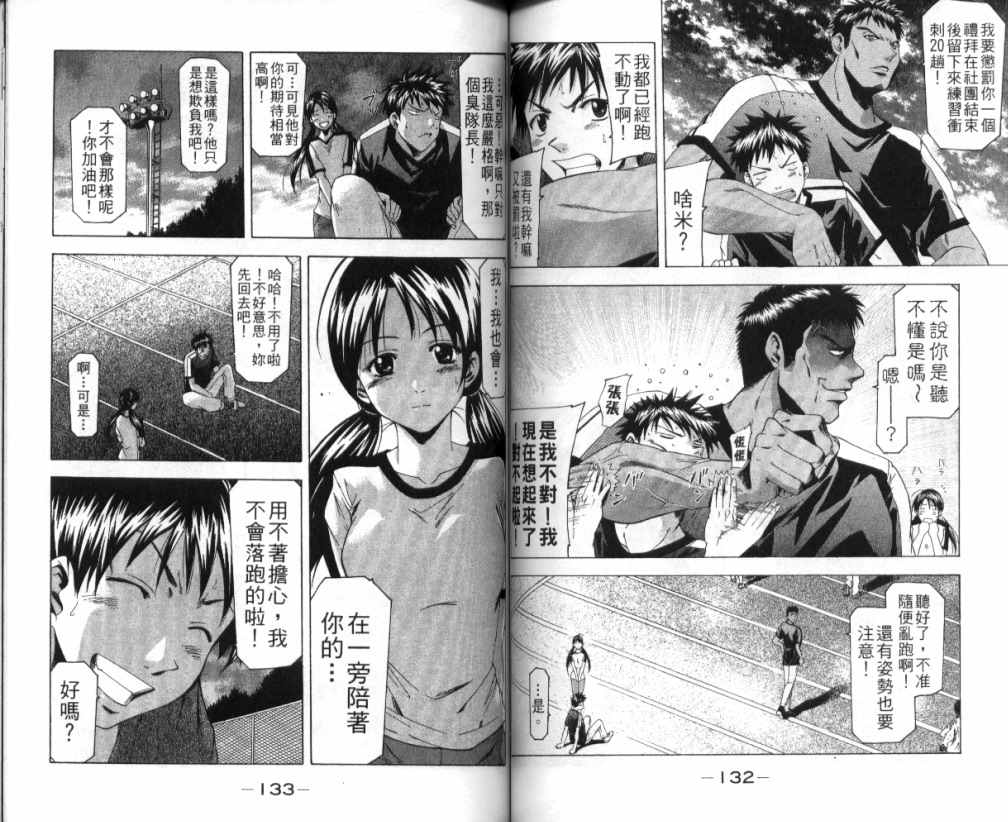 我要懲罰你一個
禮拜在社團結束
後留下來練習衝
刺20趟！
啥米？
我都已經跑
不動了啊！
還有我幹嘛
又被罰啦？
不說你是聽
不懂是嗎～
嗯──？
張張
慌慌
是我不對！我
現在想起來了
！對不起啦！
ハラ
ハラ
聽好了，不准
隨便亂跑啊！
還有姿勢也要
注意！
…是。
—132—
…可惡！幹嘛只對
我這麼嚴格啊，那
個臭隊長！
可…可見他對
你的期待相當
高啊！
是這樣嗎？他只
是想欺負我吧！
才不會那樣呢
！你加油吧！
我…我也會…
在一旁陪著
你的…
哈哈！不用了啦
！不好意思，妳
先回去吧！
啊…可是…
用不著擔心，我
不會落跑的啦！
好嗎？
—133—